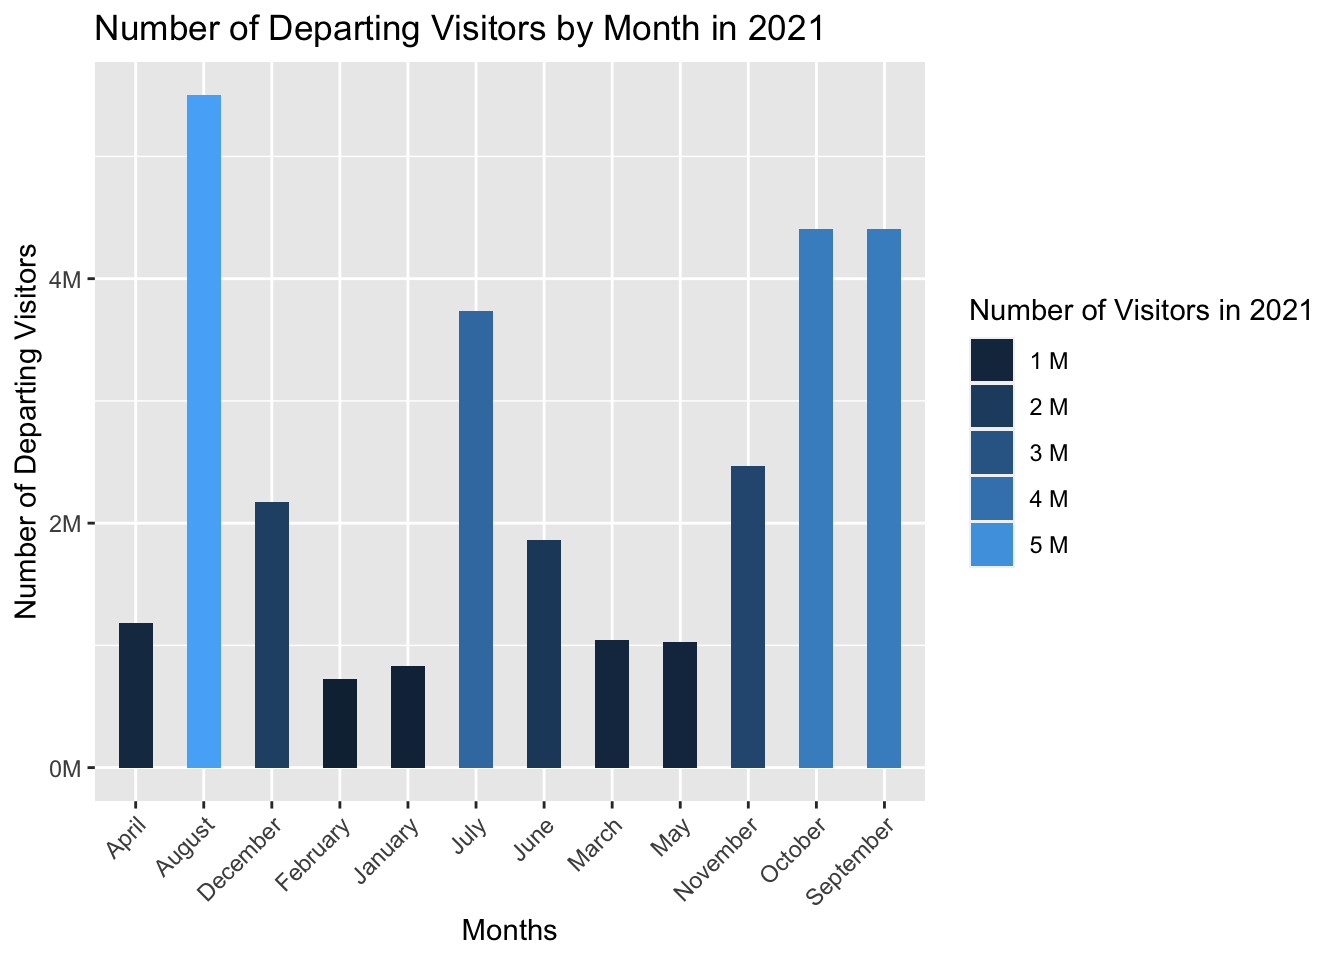 Number of Departing Visitors by Month in 2021
Number of Departing Visitors
4M
2M
0M
April
August
December
February
January
July
June
March
May
November
October
September
Months
Number of Visitors in 2021
1 M
2 M
3 M
4 M
5 M